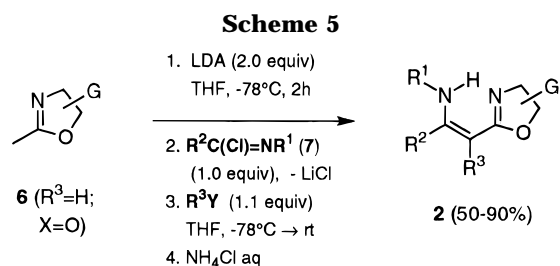 Scheme 5
1. LDA (2.0 equiv)
THF, -78°C, 2h
2. R²C(Cl)=NR¹ (7)
(1.0 equiv), - LiCl
3. R³Y (1.1 equiv)
THF, -78°C → rt
4. NH₄Cl aq
N
G
O
6 (R³=H;
X=O)
R¹
H
N
N
G
R²
O
R³
2 (50-90%)